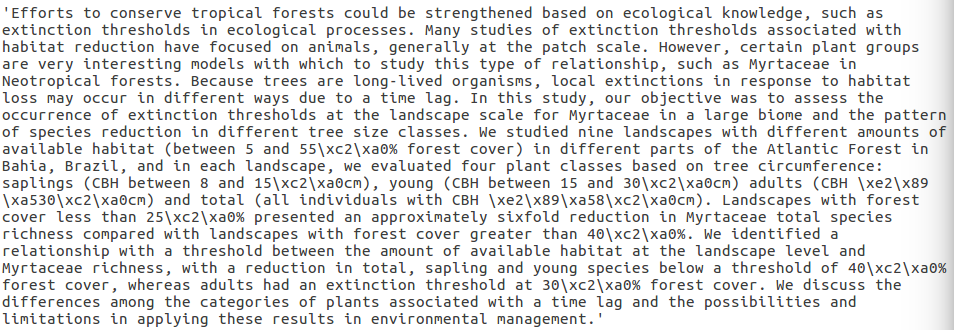 'Efforts to conserve tropical forests could be strengthened based on ecological knowledge, such as
extinction thresholds in ecological processes. Many studies of extinction thresholds associated with
habitat reduction have focused on animals, generally at the patch scale. However, certain plant groups
are very interesting models with which to study this type of relationship, such as Myrtaceae in
Neotropical forests. Because trees are long-lived organisms, local extinctions in response to habitat
loss may occur in different ways due to a time lag. In this study, our objective was to assess the
occurrence of extinction thresholds at the landscape scale for Myrtaceae in a large biome and the pattern
of species reduction in different tree size classes. We studied nine landscapes with different amounts of
available habitat (between 5 and 55\xc2\xa0% forest cover) in different parts of the Atlantic Forest in
Bahia, Brazil, and in each landscape, we evaluated four plant classes based on tree circumference:
saplings (CBH between 8 and 15\xc2\xa0cm), young (CBH between 15 and 30\xc2\xa0cm) adults (CBH \xe2\x89
\xa530\xc2\xa0cm) and total (all individuals with CBH \xe2\x89\xa58\xc2\xa0cm). Landscapes with forest
cover less than 25\xc2\xa0% presented an approximately sixfold reduction in Myrtaceae total species
richness compared with landscapes with forest cover greater than 40\xc2\xa0%. We identified a
relationship with a threshold between the amount of available habitat at the landscape level and
Myrtaceae richness, with a reduction in total, sapling and young species below a threshold of 40\xc2\xa0%
forest cover, whereas adults had an extinction threshold at 30\xc2\xa0% forest cover. We discuss the
differences among the categories of plants associated with a time lag and the possibilities and
limitations in applying these results in environmental management.'